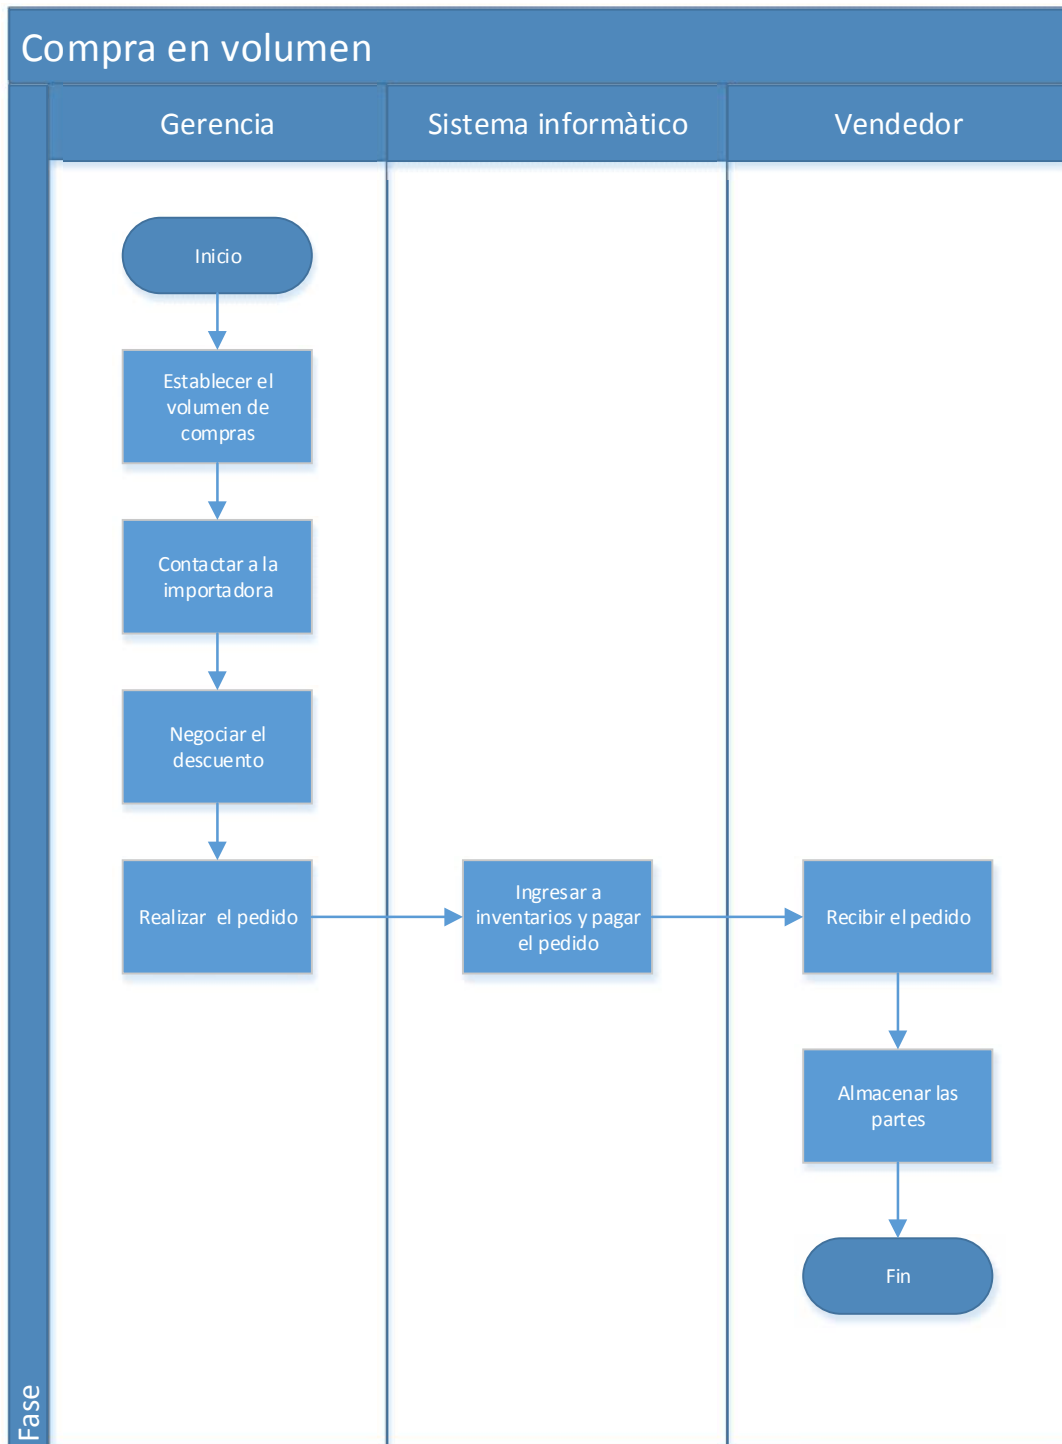 Compra en volumen
Gerencia
Sistema informàtico
Vendedor
Inicio
Establecer el
volumen de
compras
Contactar a la
importadora
Negociar el
descuento
Realizar el pedido
Ingresar a
inventarios y pagar
el pedido
Recibir el pedido
Almacenar las
partes
Fin
Fase